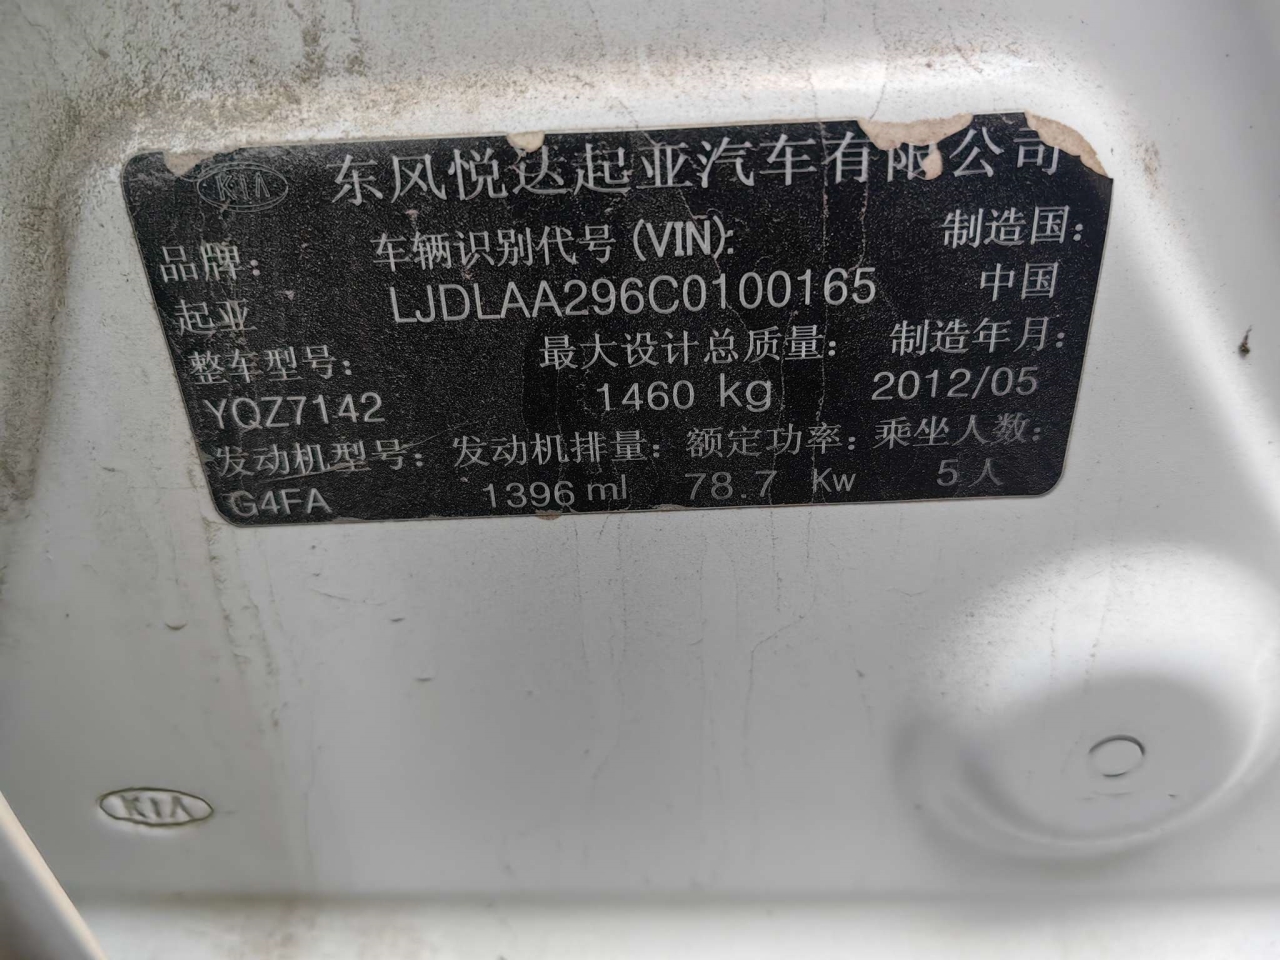 KIA 东风悦达起亚汽车有限公司
品牌： 车辆识别代号 (VIN): 制造国：
起亚 LJDLAA296C0100165 中国
整车型号： 最大设计总质量： 制造年月：
YQZ7142 1460 kg 2012/05
发动机型号： 发动机排量： 额定功率： 乘坐人数：
G4FA 1396 ml 78.7 Kw 5人
KIA